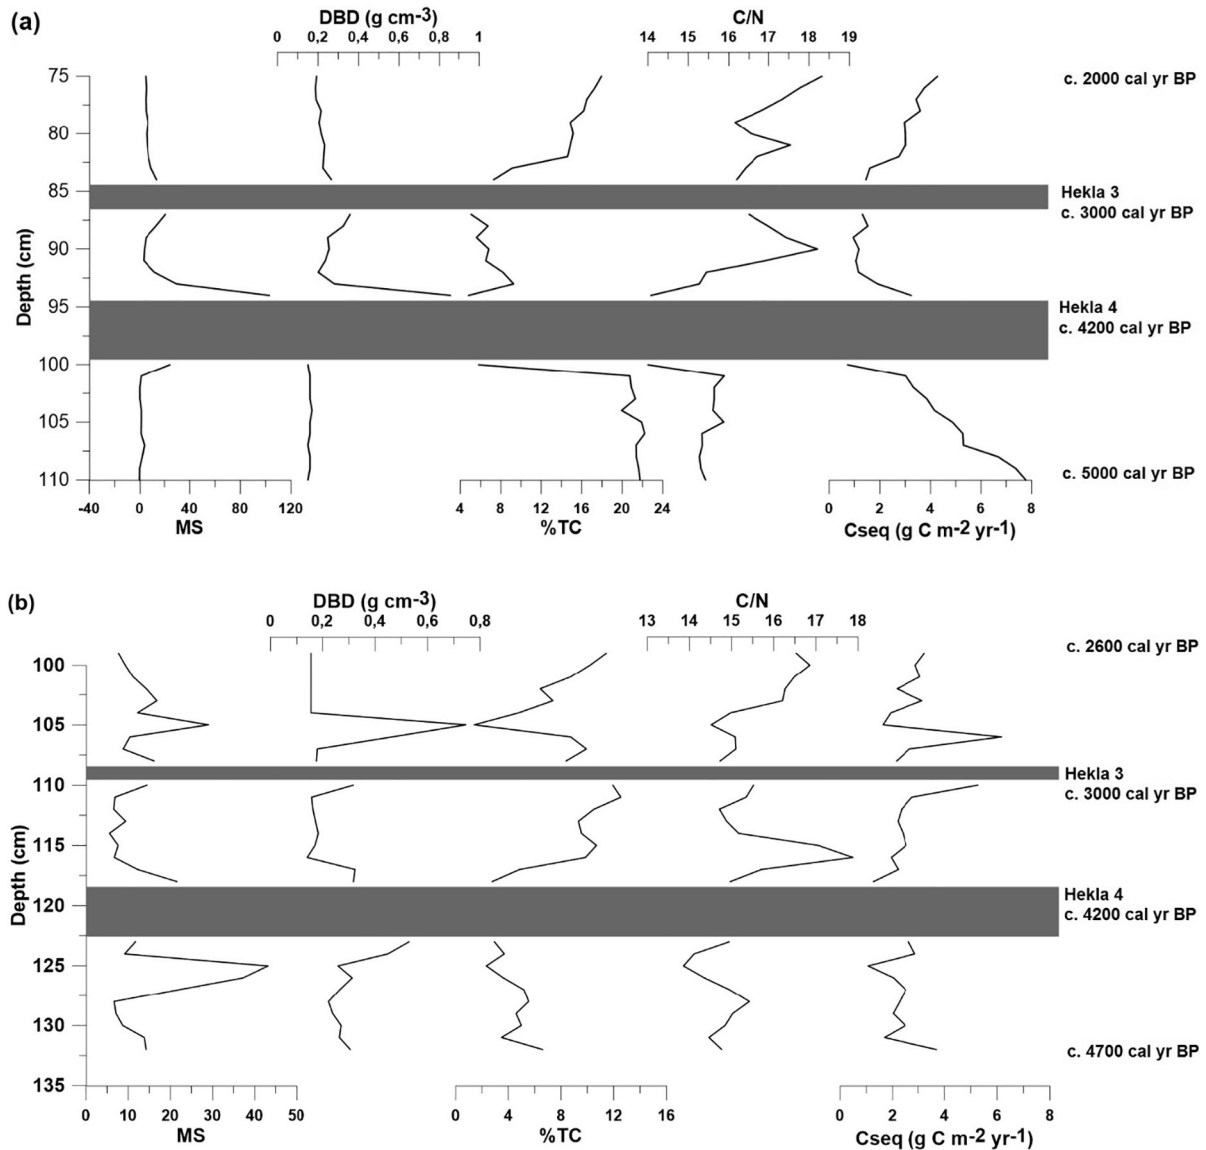 (a)
DBD (g cm-3)
C/N
0 0,2 0,4 0,6 0,8 1
14 15 16 17 18 19
75
c. 2000 cal yr BP
80
85
Hekla 3
c. 3000 cal yr BP
90
Depth (cm)
95
Hekla 4
c. 4200 cal yr BP
100
105
110
c. 5000 cal yr BP
-40 0 40 80 120
4 8 12 16 20 24
0 2 4 6 8
MS
%TC
Cseq (g C m-2 yr-1)
(b)
DBD (g cm-3)
C/N
0 0,2 0,4 0,6 0,8
13 14 15 16 17 18
c. 2600 cal yr BP
100
105
Hekla 3
c. 3000 cal yr BP
110
115
Depth (cm)
Hekla 4
c. 4200 cal yr BP
120
125
130
c. 4700 cal yr BP
135
0 10 20 30 40 50
0 4 8 12 16
0 2 4 6 8
MS
%TC
Cseq (g C m-2 yr-1)